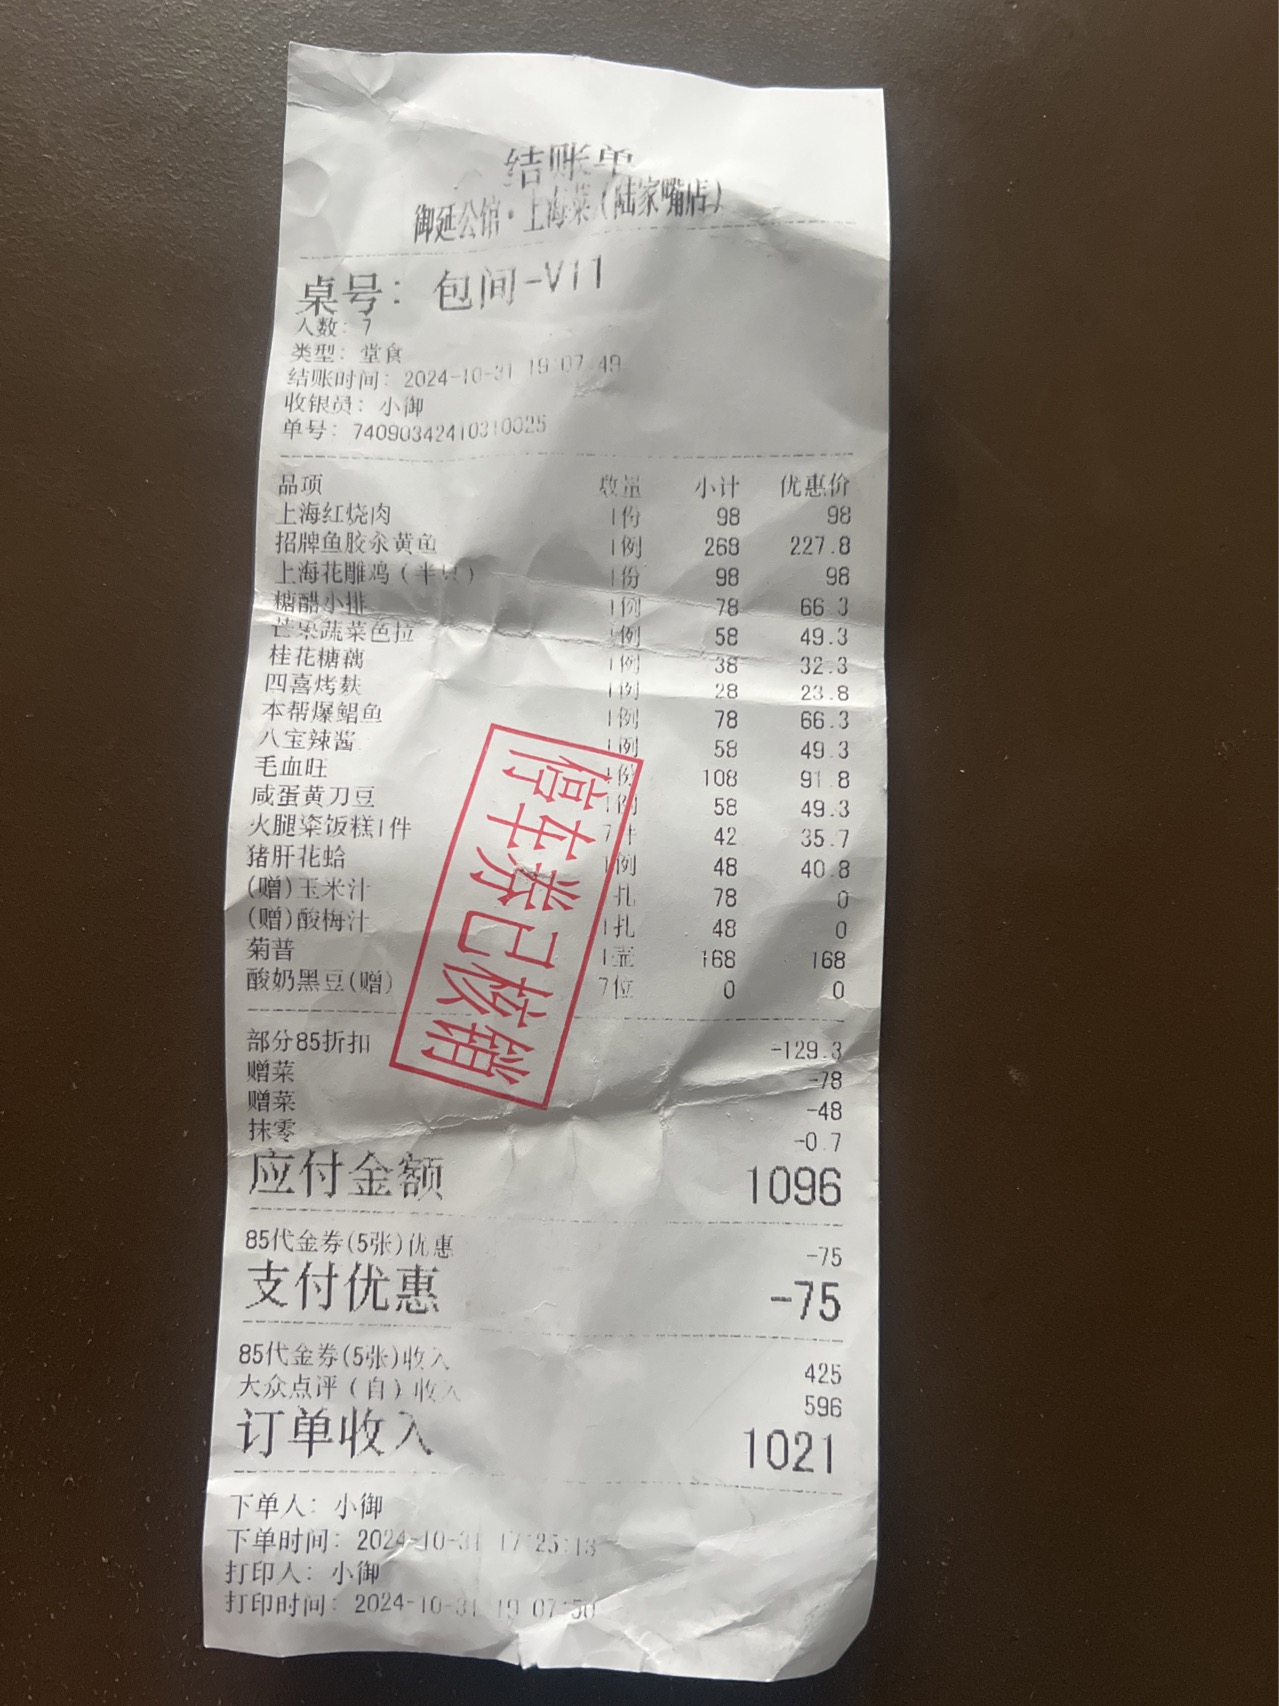 结账单
御延公馆·上海菜(陆家嘴店)
桌号: 包间-V11
人数: 7
类型: 堂食
结账时间: 2024-10-31 19:07:49
收银员: 小御
单号: 74090342410310025
品项 数量 小计 优惠价
上海红烧肉 1份 98 98
招牌鱼胶汆黄鱼 1例 268 227.8
上海花雕鸡(半只) 1份 98 98
糖醋小排 1例 78 66.3
芒果蔬菜色拉 1例 58 49.3
桂花糖藕 1例 38 32.3
四喜烤麸 1例 28 23.8
本帮爆鲳鱼 1例 78 66.3
八宝辣酱 1例 58 49.3
毛血旺 1份 108 91.8
咸蛋黄刀豆 1例 58 49.3
火腿粢饭糕1件 7件 42 35.7
猪肝花蛤 1例 48 40.8
(赠)玉米汁 扎 78 0
(赠)酸梅汁 1扎 48 0
菊普 1壶 168 168
酸奶黑豆(赠) 7位 0 0
停车券已核销
部分85折扣 -129.3
赠菜 -78
赠菜 -48
抹零 -0.7
应付金额 1096
85代金券(5张)优惠 -75
支付优惠 -75
85代金券(5张)收入 425
大众点评(自)收入 596
订单收入 1021
下单人: 小御
下单时间: 2024-10-31 17:25:13
打印人: 小御
打印时间: 2024-10-31 19:07:50